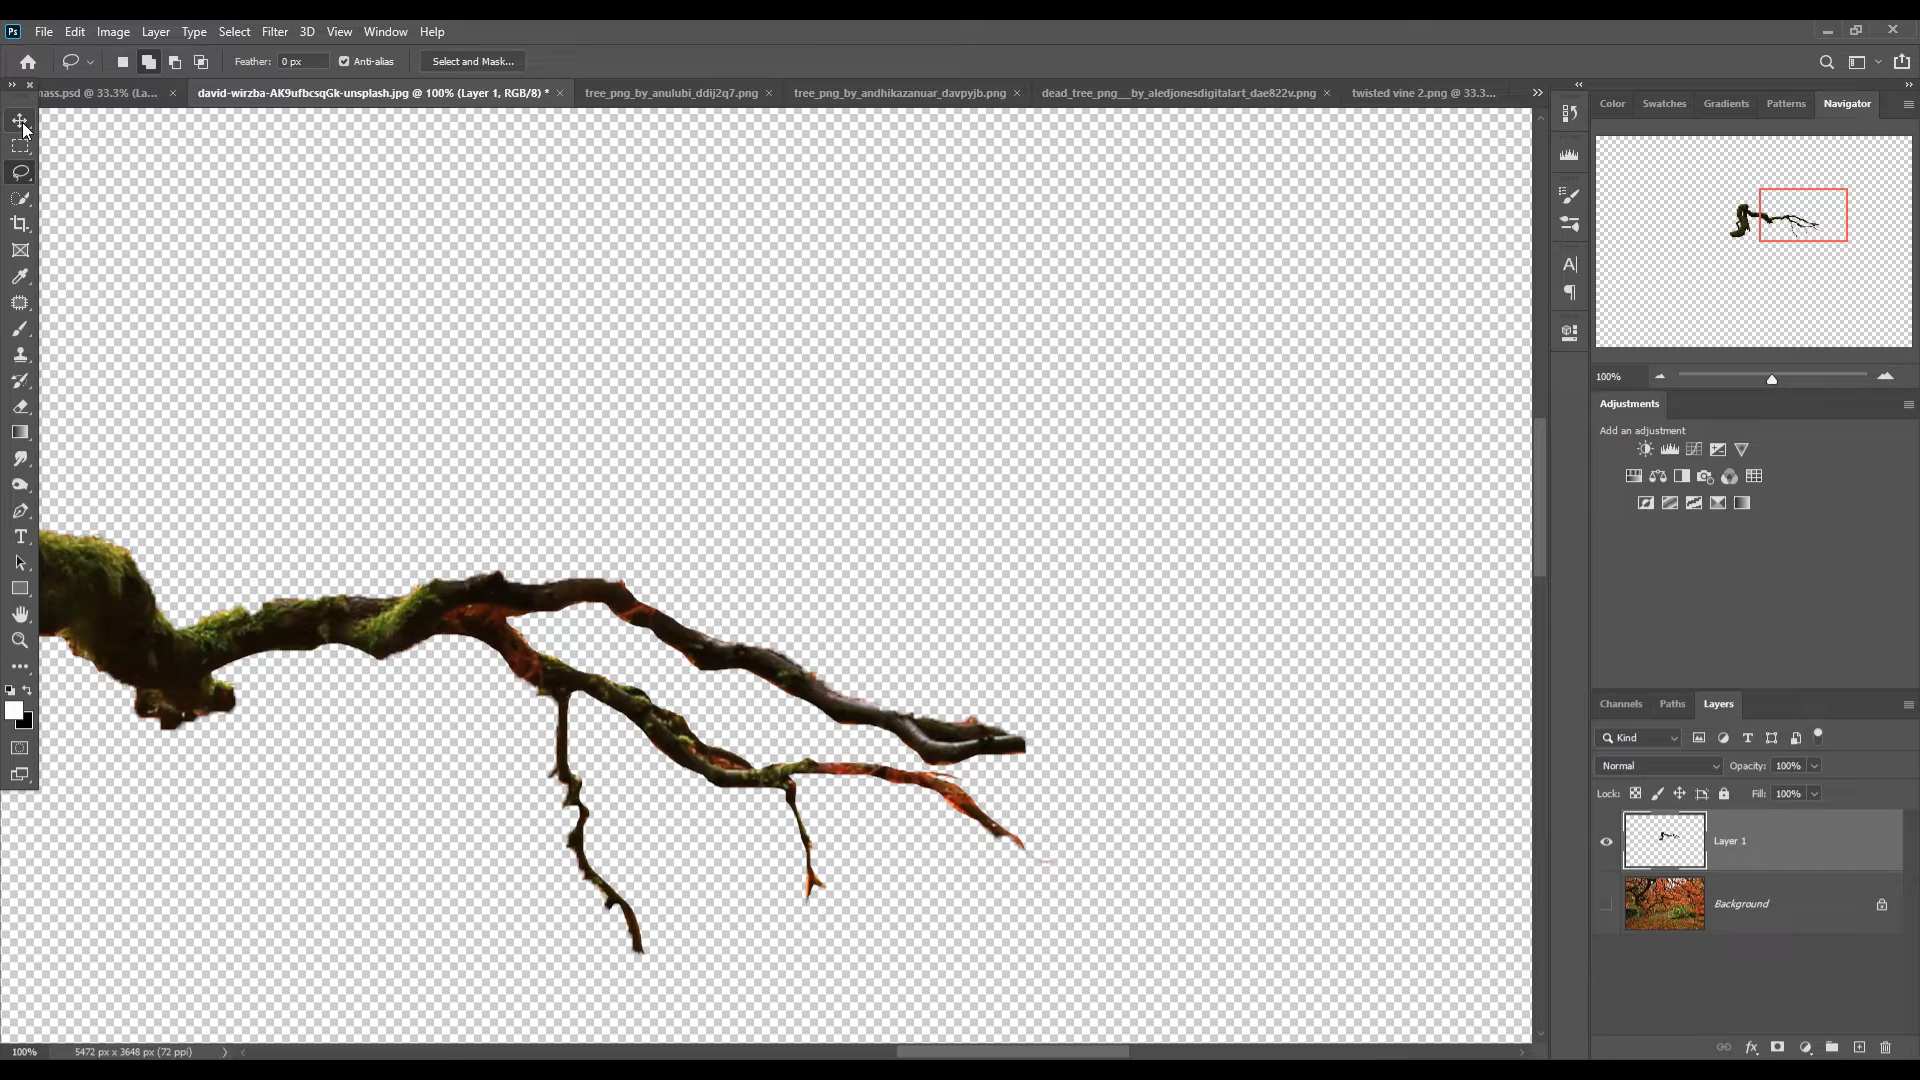 Ps File Edit Image Layer Type Select Filter 3D View Window Help
Feather: 0 px Anti-alias Select and Mask...
ass.psd @ 33.3% (La... × david-wirzba-AK9ufbcsqGk-unsplash.jpg @ 100% (Layer 1, RGB/8) * × tree_png_by_anulubi_ddij2q7.png × tree_png_by_andhikazanuar_davpyjb.png × dead_tree_png__by_aledjonesdigitalart_dae822v.png × twisted vine 2.png @ 33.3...
Color Swatches Gradients Patterns Navigator
100%
Adjustments
Add an adjustment
Channels Paths Layers
Kind
Normal Opacity: 100%
Lock: Fill: 100%
Layer 1
Background
100% 5472 px x 3648 px (72 ppi)